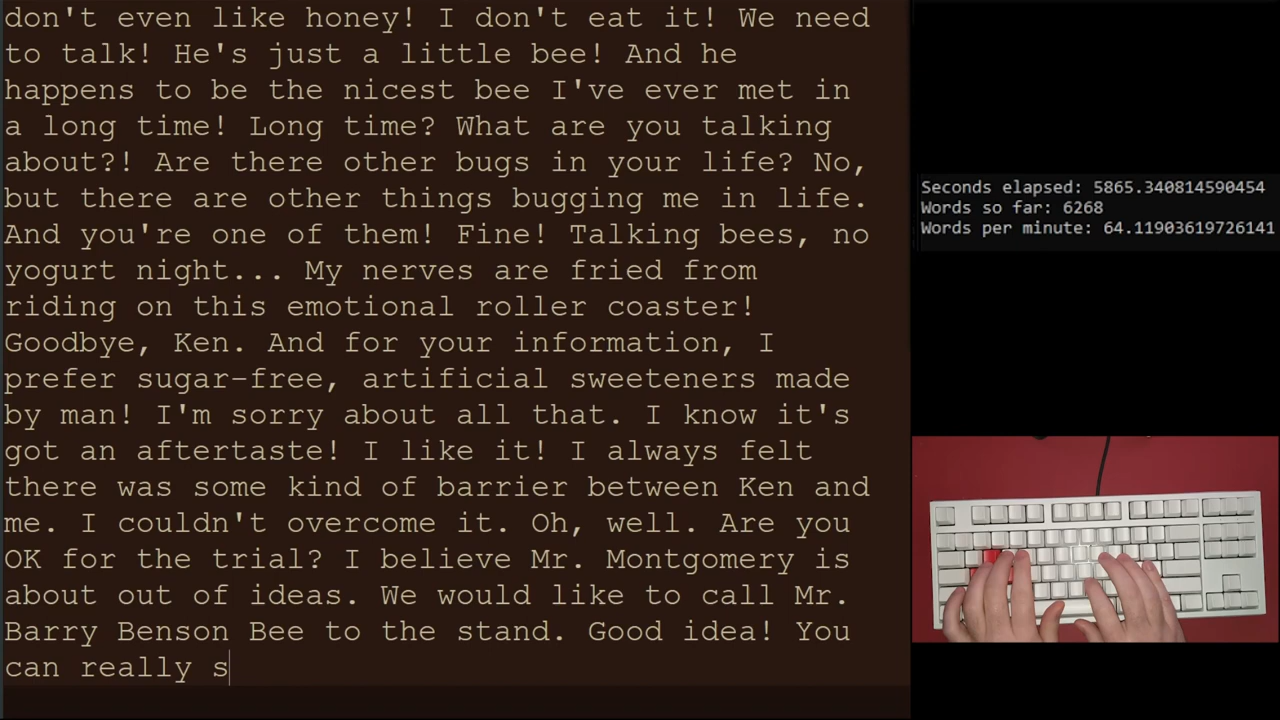 don't even like honey! I don't eat it! We need
to talk! He's just a little bee! And he
happens to be the nicest bee I've ever met in
a long time! Long time? What are you talking
about?! Are there other bugs in your life? No,
but there are other things bugging me in life.
And you're one of them! Fine! Talking bees, no
yogurt night... My nerves are fried from
riding on this emotional roller coaster!
Goodbye, Ken. And for your information, I
prefer sugar-free, artificial sweeteners made
by man! I'm sorry about all that. I know it's
got an aftertaste! I like it! I always felt
there was some kind of barrier between Ken and
me. I couldn't overcome it. Oh, well. Are you
OK for the trial? I believe Mr. Montgomery is
about out of ideas. We would like to call Mr.
Barry Benson Bee to the stand. Good idea! You
can really s
Seconds elapsed: 5865.340814590454
Words so far: 6268
Words per minute: 64.11903619726141